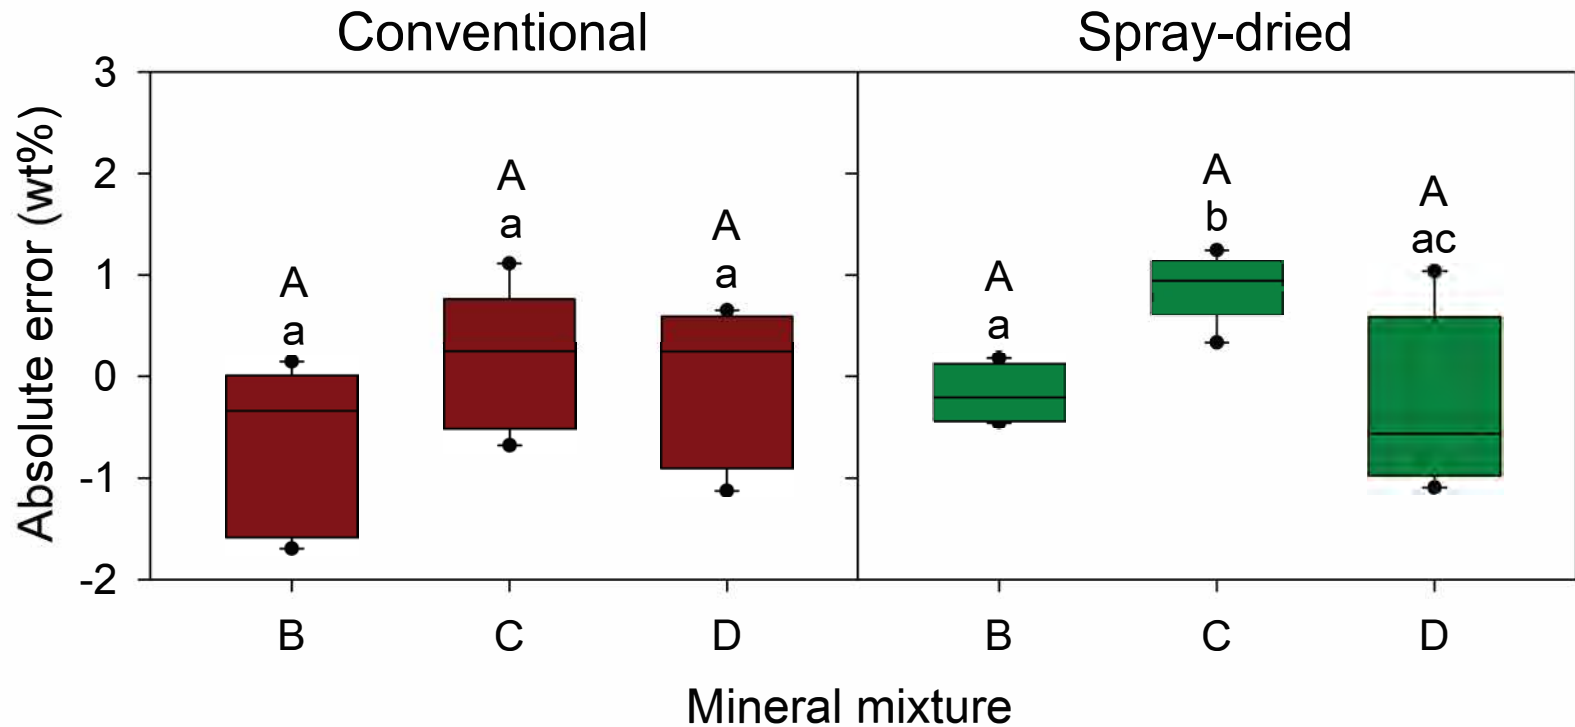 Conventional Spray-dried
Absolute error (wt%)
3
2
1
0
-1
-2
A
a
A
a
A
a
A
a
A
b
A
ac
B C D B C D
Mineral mixture